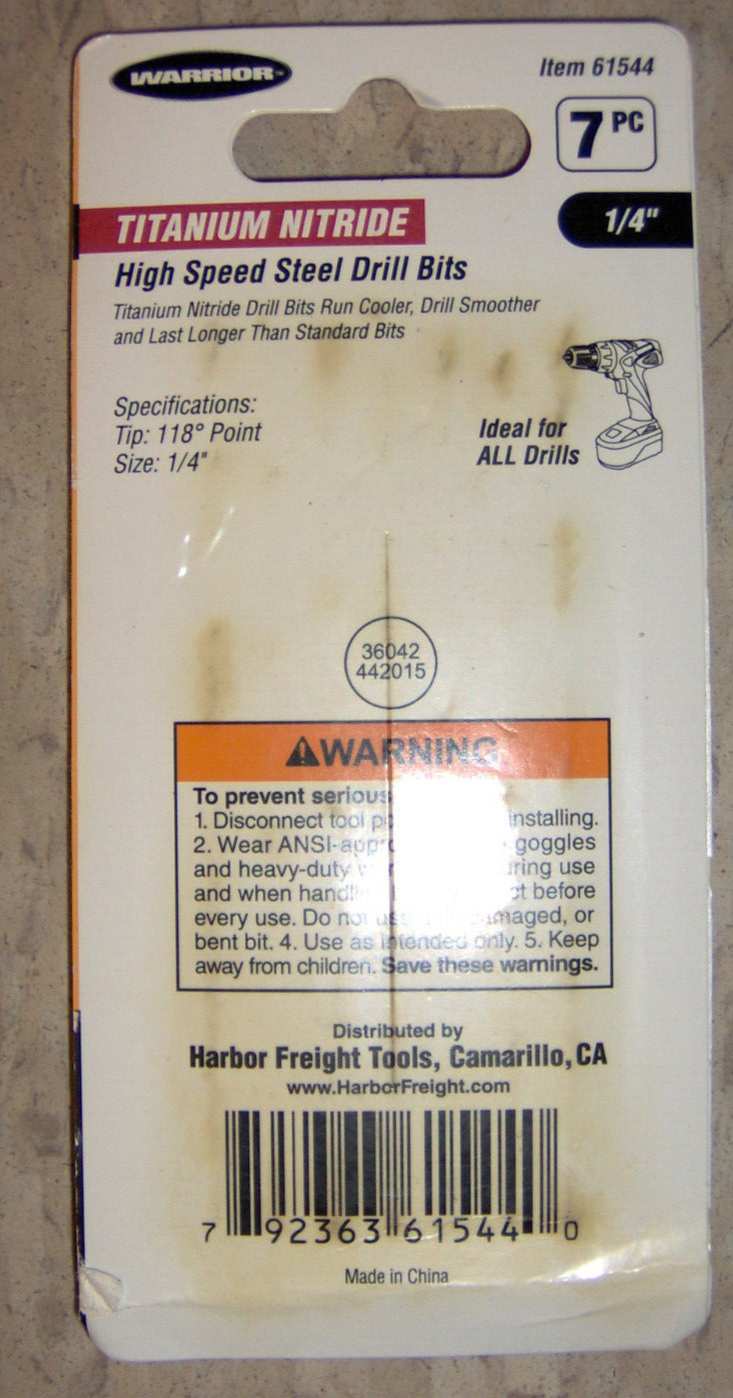 WARRIOR™
Item 61544
7 PC
TITANIUM NITRIDE
1/4"
High Speed Steel Drill Bits
Titanium Nitride Drill Bits Run Cooler, Drill Smoother
and Last Longer Than Standard Bits
Specifications:
Tip: 118° Point
Size: 1/4"
Ideal for
ALL Drills
36042
442015
WARNING
To prevent serious
1. Disconnect tool installing.
2. Wear ANSI- goggles
and heavy-duty use
and when before
every use. Do not damaged, or
bent bit. 4. Use as intended only. 5. Keep
away from children. Save these warnings.
Distributed by
Harbor Freight Tools, Camarillo, CA
www.HarborFreight.com
7 92363 61544 0
Made in China